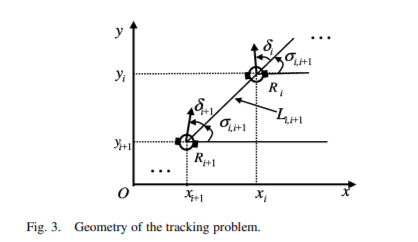 y
δi
...
σi,i+1
yi
Ri
δi+1
σi,i+1
Li,i+1
yi+1
Ri+1
...
O
xi+1
xi
x
Fig. 3. Geometry of the tracking problem.